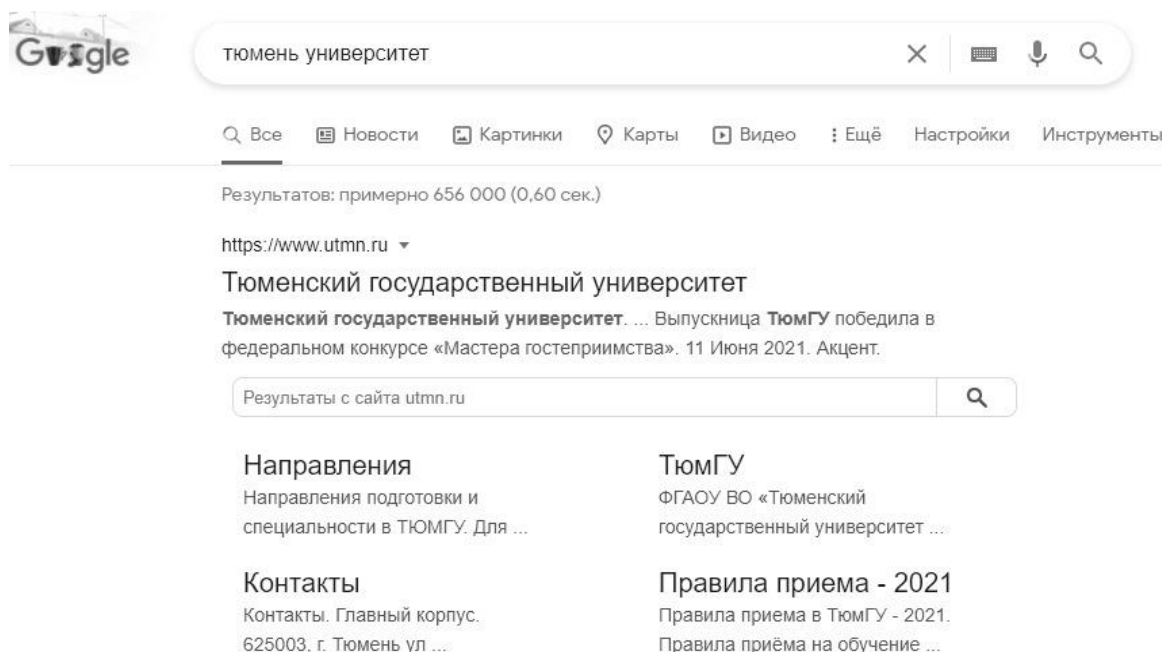 Google
тюмень университет
Все Новости Картинки Карты Видео Ещё Настройки Инструменты
Результатов: примерно 656 000 (0,60 сек.)
https://www.utmn.ru
Тюменский государственный университет
Тюменский государственный университет. ... Выпускница ТюмГУ победила в
федеральном конкурсе «Мастера гостеприимства». 11 Июня 2021. Акцент.
Результаты с сайта utmn.ru
Направления
Направления подготовки и
специальности в ТЮМГУ. Для ...
ТюмГУ
ФГАОУ ВО «Тюменский
государственный университет ...
Контакты
Контакты. Главный корпус.
625003, г. Тюмень ул ...
Правила приема - 2021
Правила приема в ТюмГУ - 2021.
Правила приёма на обучение ...